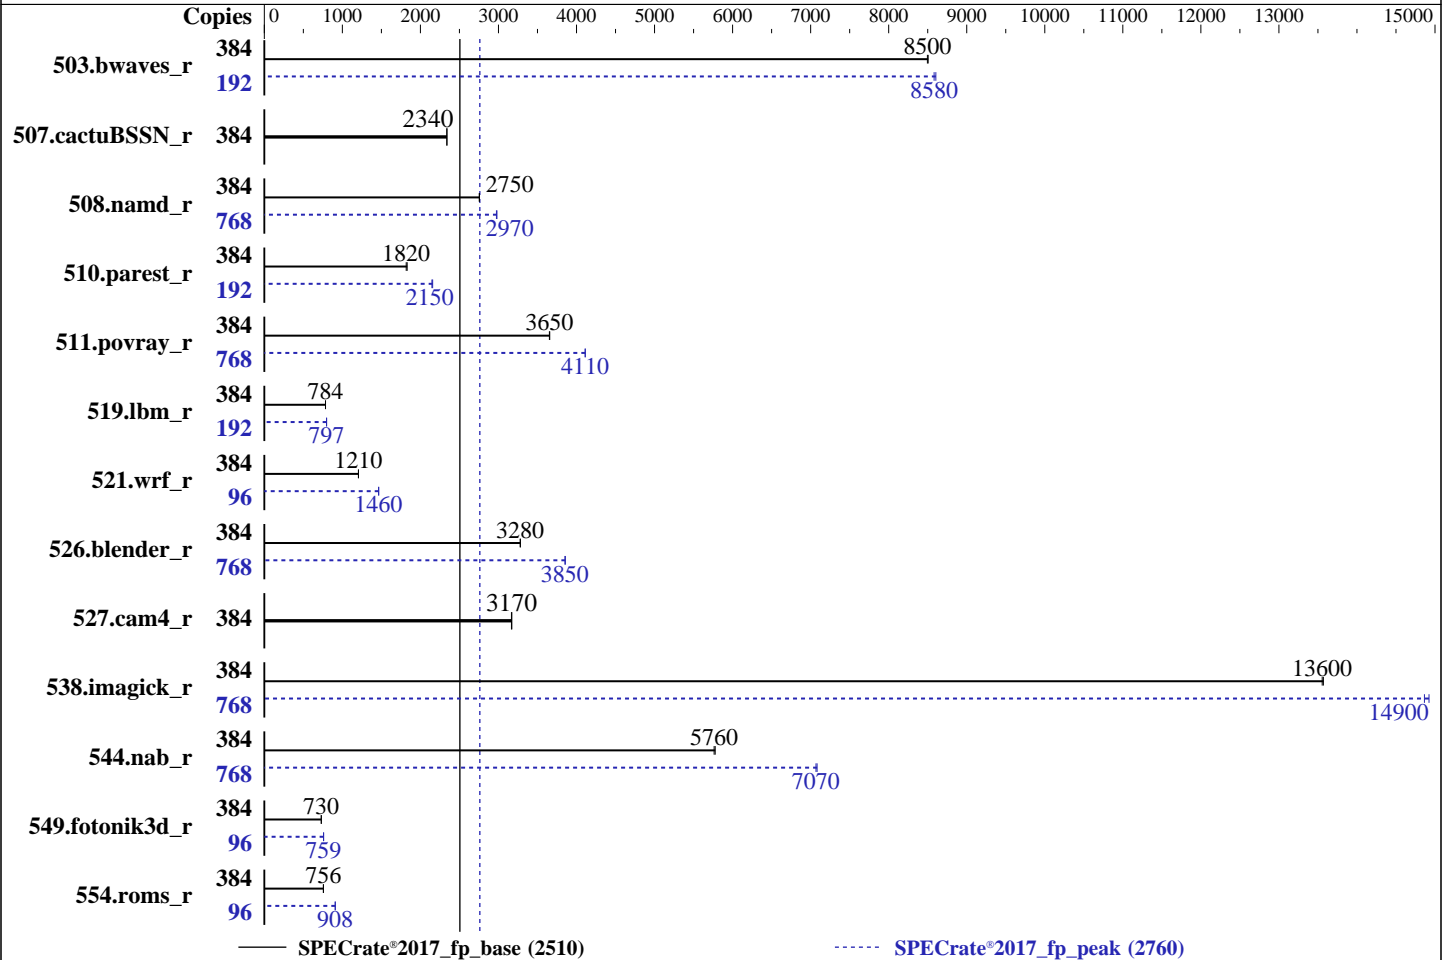 Copies 0 1000 2000 3000 4000 5000 6000 7000 8000 9000 10000 11000 12000 13000 15000
503.bwaves_r 384 8500
192 8580
507.cactuBSSN_r 384 2340
508.namd_r 384 2750
768 2970
510.parest_r 384 1820
192 2150
511.povray_r 384 3650
768 4110
519.lbm_r 384 784
192 797
521.wrf_r 384 1210
96 1460
526.blender_r 384 3280
768 3850
527.cam4_r 384 3170
538.imagick_r 384 13600
768 14900
544.nab_r 384 5760
768 7070
549.fotonik3d_r 384 730
96 759
554.roms_r 384 756
96 908
SPECrate®2017_fp_base (2510) SPECrate®2017_fp_peak (2760)